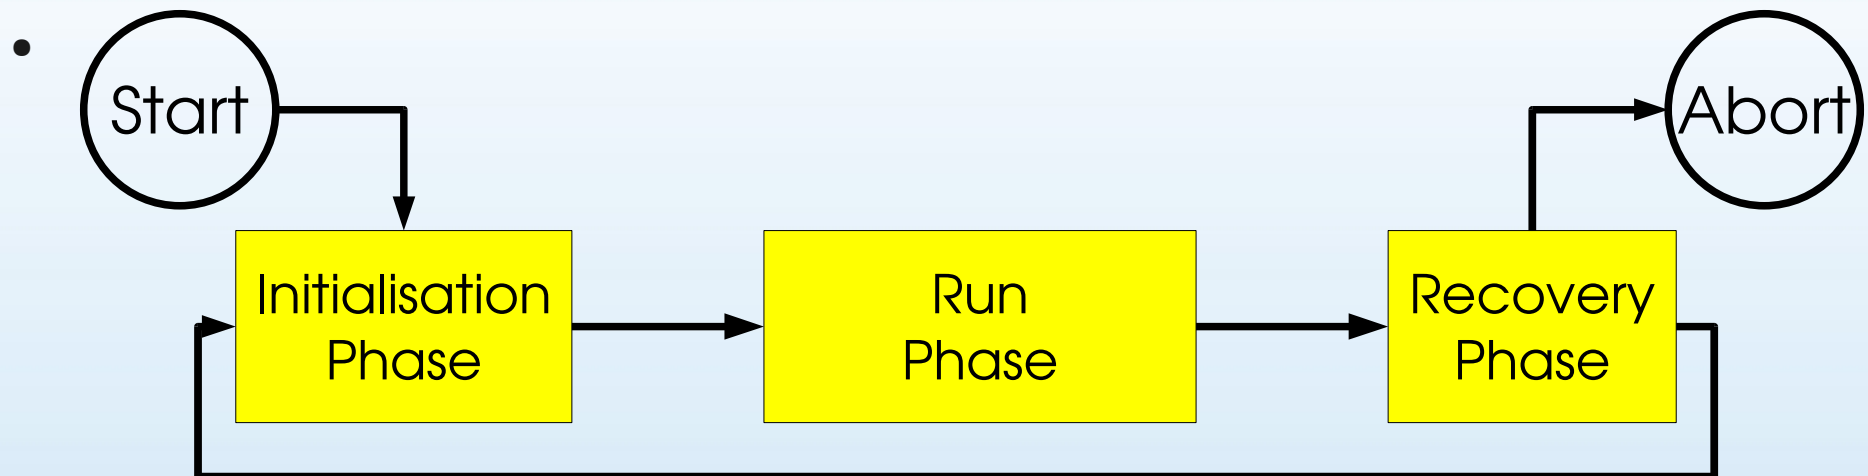 Start
Abort
Initialisation
Phase
Run
Phase
Recovery
Phase